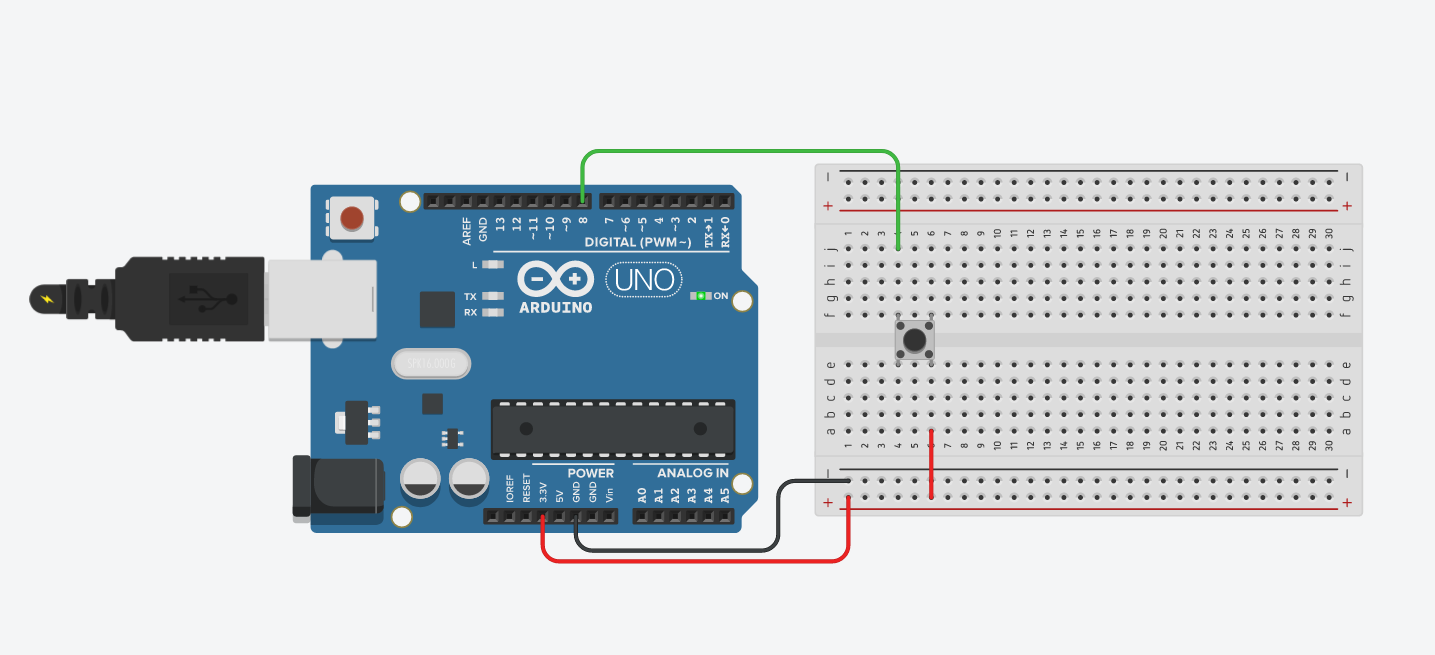 AREF
GND
13
12
~11
~10
~9
8
7
~6
~5
4
~3
2
TX→1
RX←0
DIGITAL (PWM~)
L
TX
RX
ARDUINO
UNO
ON
SPK16.000G
POWER
ANALOG IN
IOREF
RESET
3.3V
5V
GND
GND
Vin
A0
A1
A2
A3
A4
A5
− −
+ +
1 2 3 4 5 6 7 8 9 10 11 12 13 14 15 16 17 18 19 20 21 22 23 24 25 26 27 28 29 30
j j
i i
h h
g g
f f
e e
d d
c c
b b
a a
1 2 3 4 5 6 7 8 9 10 11 12 13 14 15 16 17 18 19 20 21 22 23 24 25 26 27 28 29 30
− −
+ +